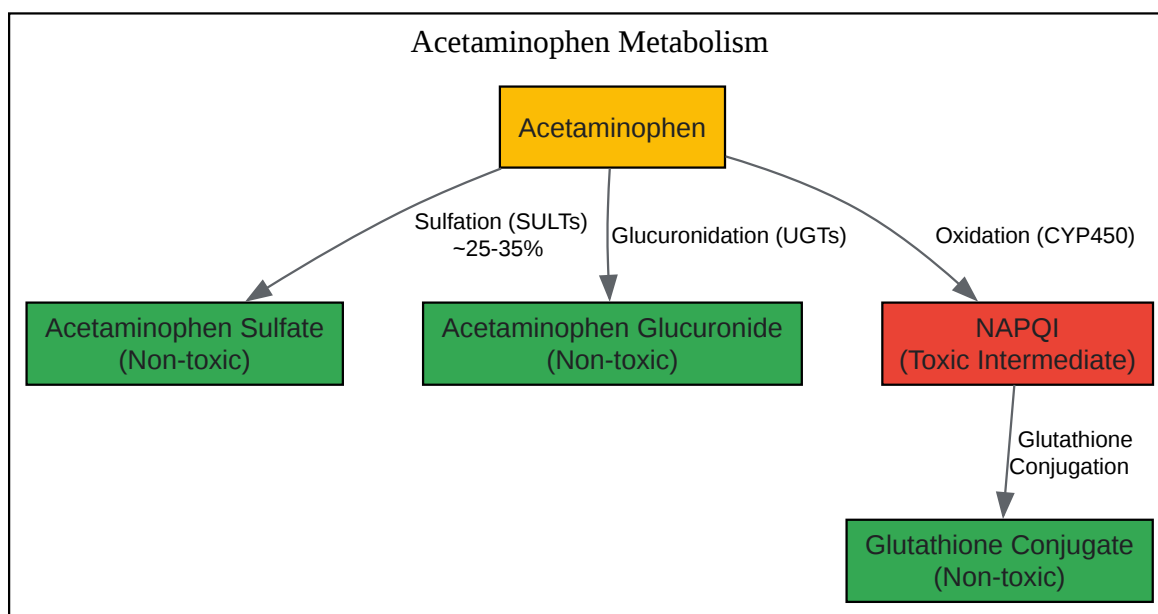 Acetaminophen Metabolism
Acetaminophen
Sulfation (SULTs)
~25-35%
Glucuronidation (UGTs)
Oxidation (CYP450)
Acetaminophen Sulfate
(Non-toxic)
Acetaminophen Glucuronide
(Non-toxic)
NAPQI
(Toxic Intermediate)
Glutathione
Conjugation
Glutathione Conjugate
(Non-toxic)